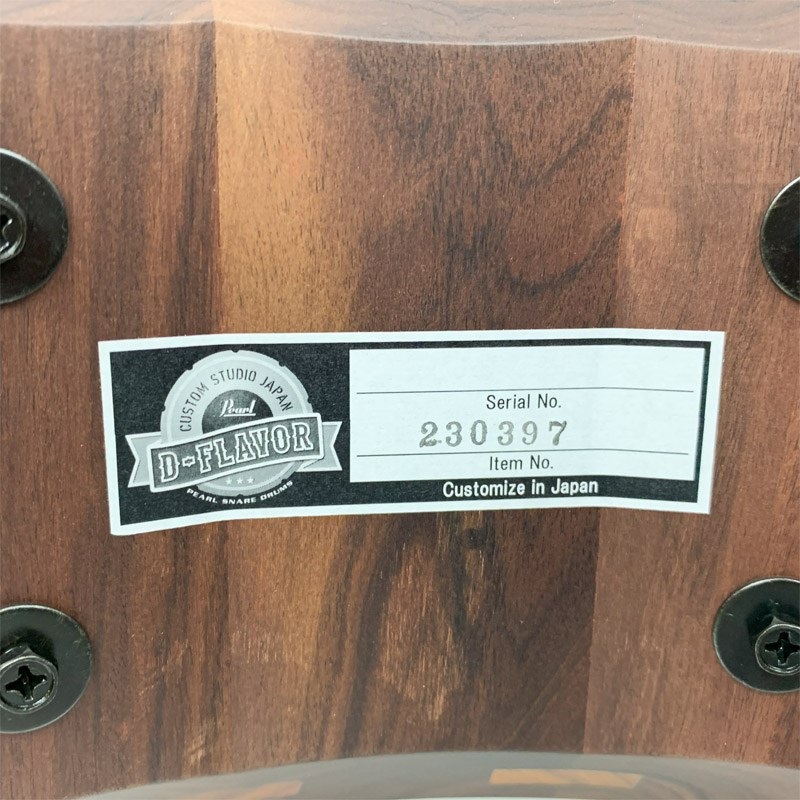 CUSTOM STUDIO JAPAN
Pearl
D-FLAVOR
PEARL SNARE DRUMS
Serial No.
230397
Item No.
Customize in Japan